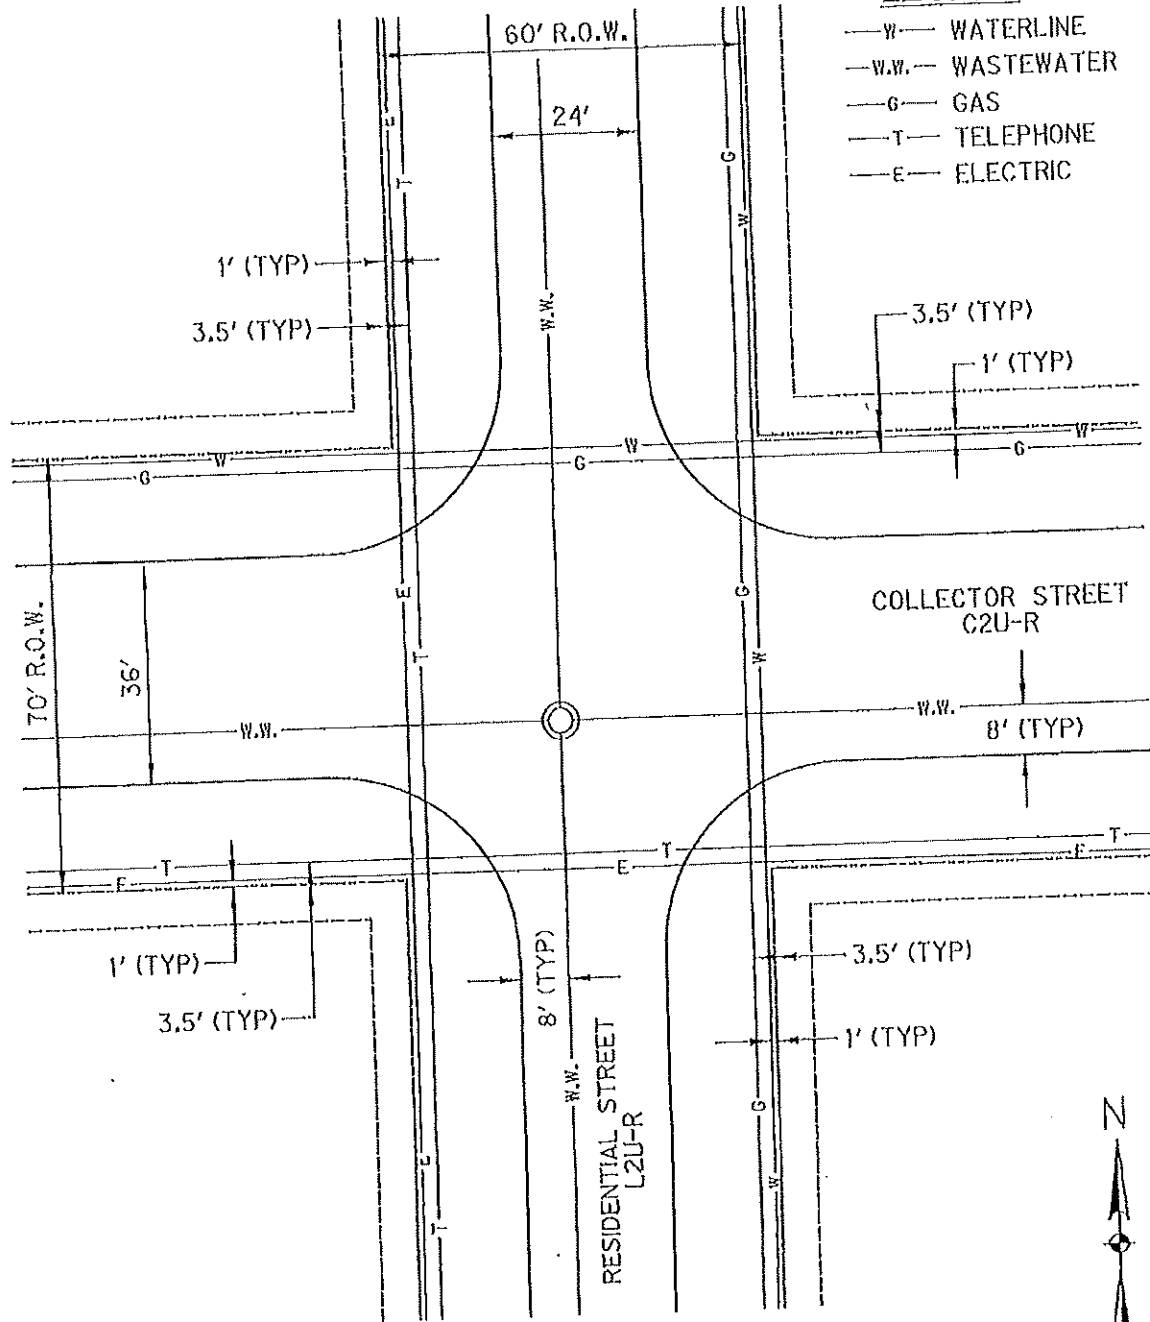 60' R.O.W.
W WATERLINE
W.W. WASTEWATER
G GAS
T TELEPHONE
E ELECTRIC
24'
E
T
G
W
1' (TYP)
3.5' (TYP)
W.W.
3.5' (TYP)
1' (TYP)
W
G
W
G
W
G
70' R.O.W.
36'
E
T
G
W
COLLECTOR STREET
C2U-R
W.W.
W.W.
8' (TYP)
T
E
T
E
T
E
1' (TYP)
3.5' (TYP)
8' (TYP)
W.W.
RESIDENTIAL STREET
L2U-R
3.5' (TYP)
1' (TYP)
G
W
E
T
N